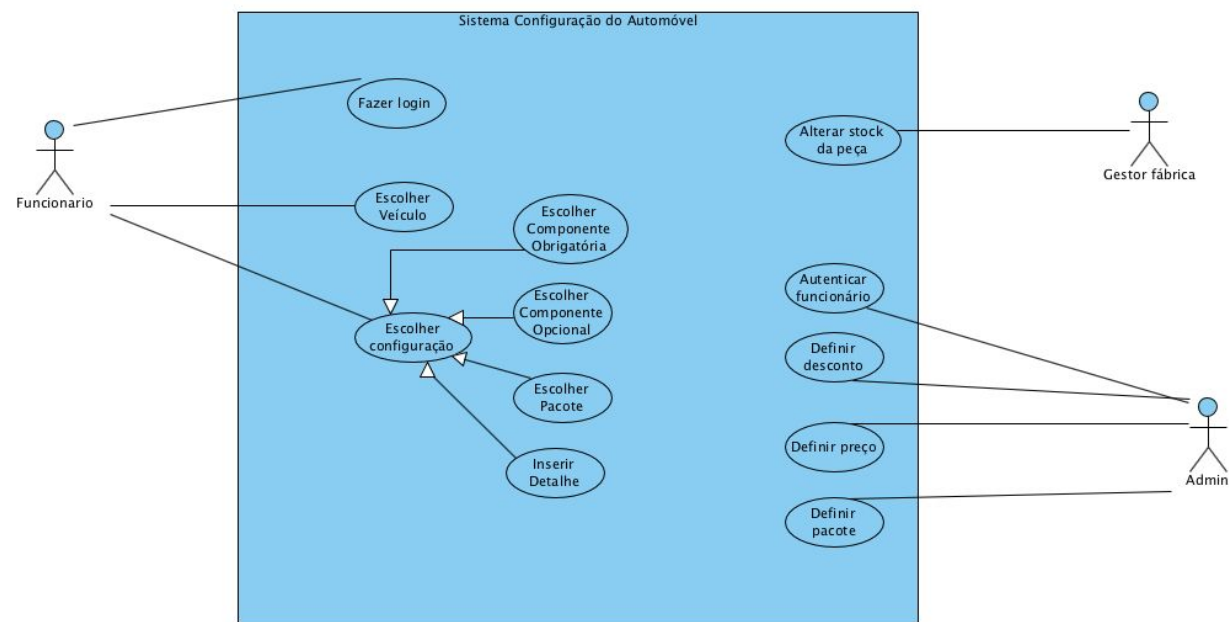 Sistema Configuração do Automóvel
Fazer login
Funcionario
Escolher
Veículo
Escolher
Componente
Obrigatória
Escolher
Componente
Opcional
Escolher
configuração
Escolher
Pacote
Inserir
Detalhe
Alterar stock
da peça
Gestor fábrica
Autenticar
funcionário
Definir
desconto
Definir preço
Definir
pacote
Admin